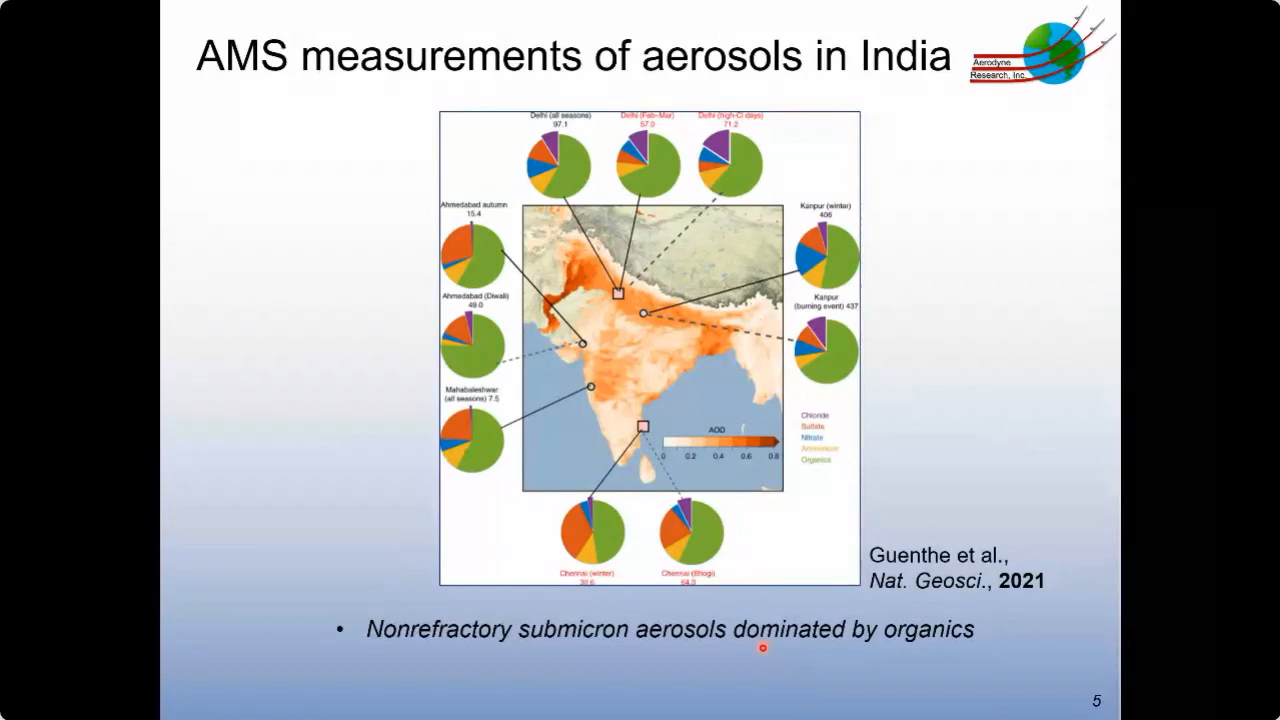 AMS measurements of aerosols in India
Aerodyne
Research, Inc.
Delhi (all seasons)
97.1
Delhi (Feb–Mar)
57.0
Delhi (high-Cl days)
71.2
Ahmedabad autumn
15.4
Kanpur (winter)
406
Ahmedabad (Diwali)
49.0
Kanpur
(burning event) 437
Mahabaleshwar
(all seasons) 7.5
Chloride
Sulfate
Nitrate
Ammonium
Organics
AOD
0 0.2 0.4 0.6 0.8
Chennai (winter)
38.6
Chennai (Bhogi)
64.3
Guenthe et al.,
Nat. Geosci., 2021
• Nonrefractory submicron aerosols dominated by organics
5